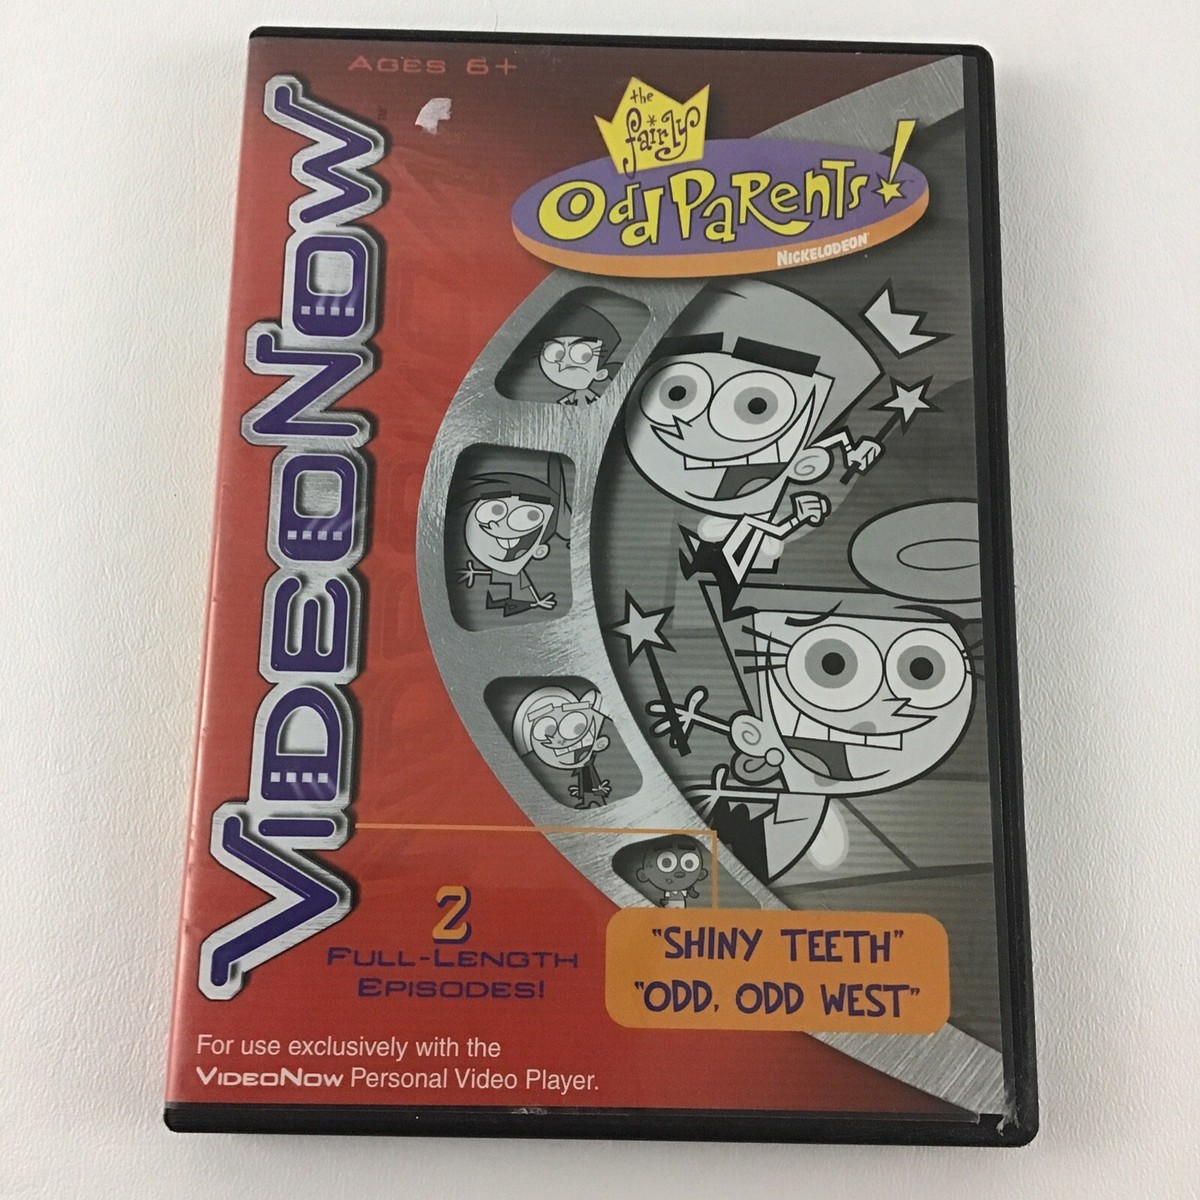 AGES 6+
VIDEONOW™
the
fairly
OddPaRents!
NICKELODEON
2
FULL-LENGTH
EPISODES!
"SHINY TEETH"
"ODD, ODD WEST"
For use exclusively with the
VIDEONOW Personal Video Player.